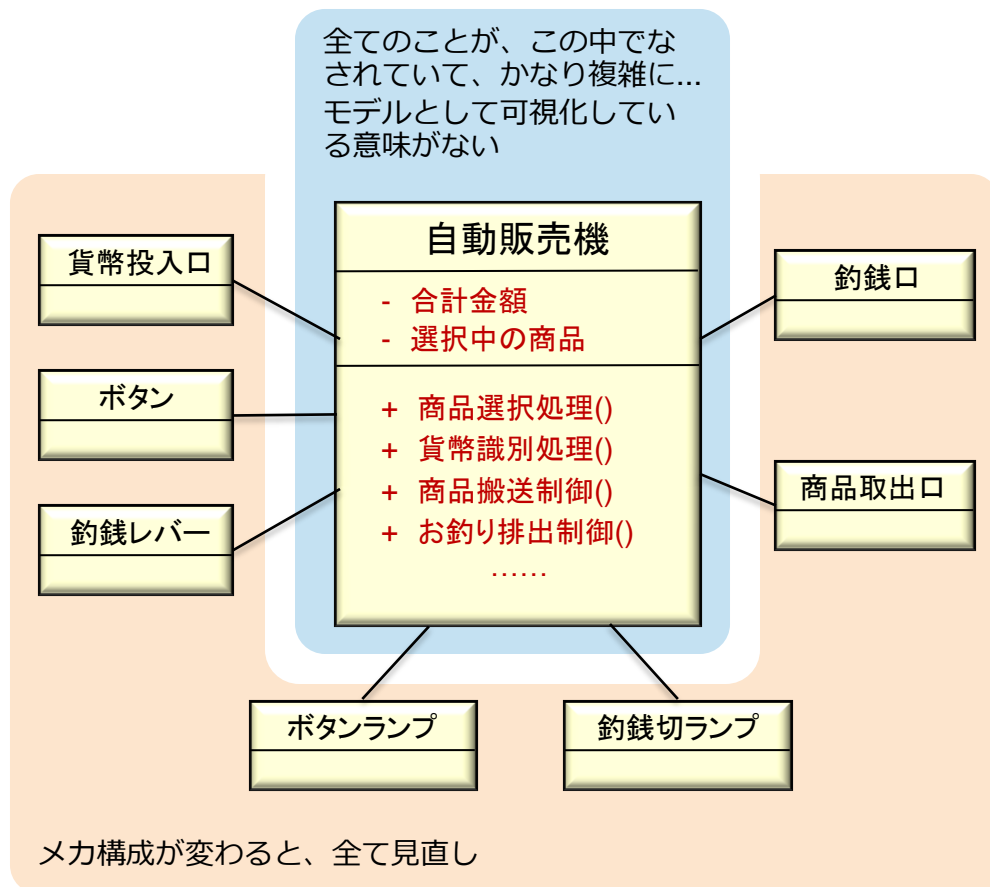 全てのことが、この中でな
されていて、かなり複雑に...
モデルとして可視化してい
る意味がない
自動販売機
- 合計金額
- 選択中の商品
+ 商品選択処理()
+ 貨幣識別処理()
+ 商品搬送制御()
+ お釣り排出制御()
……
貨幣投入口
ボタン
釣銭レバー
釣銭口
商品取出口
ボタンランプ
釣銭切ランプ
メカ構成が変わると、全て見直し